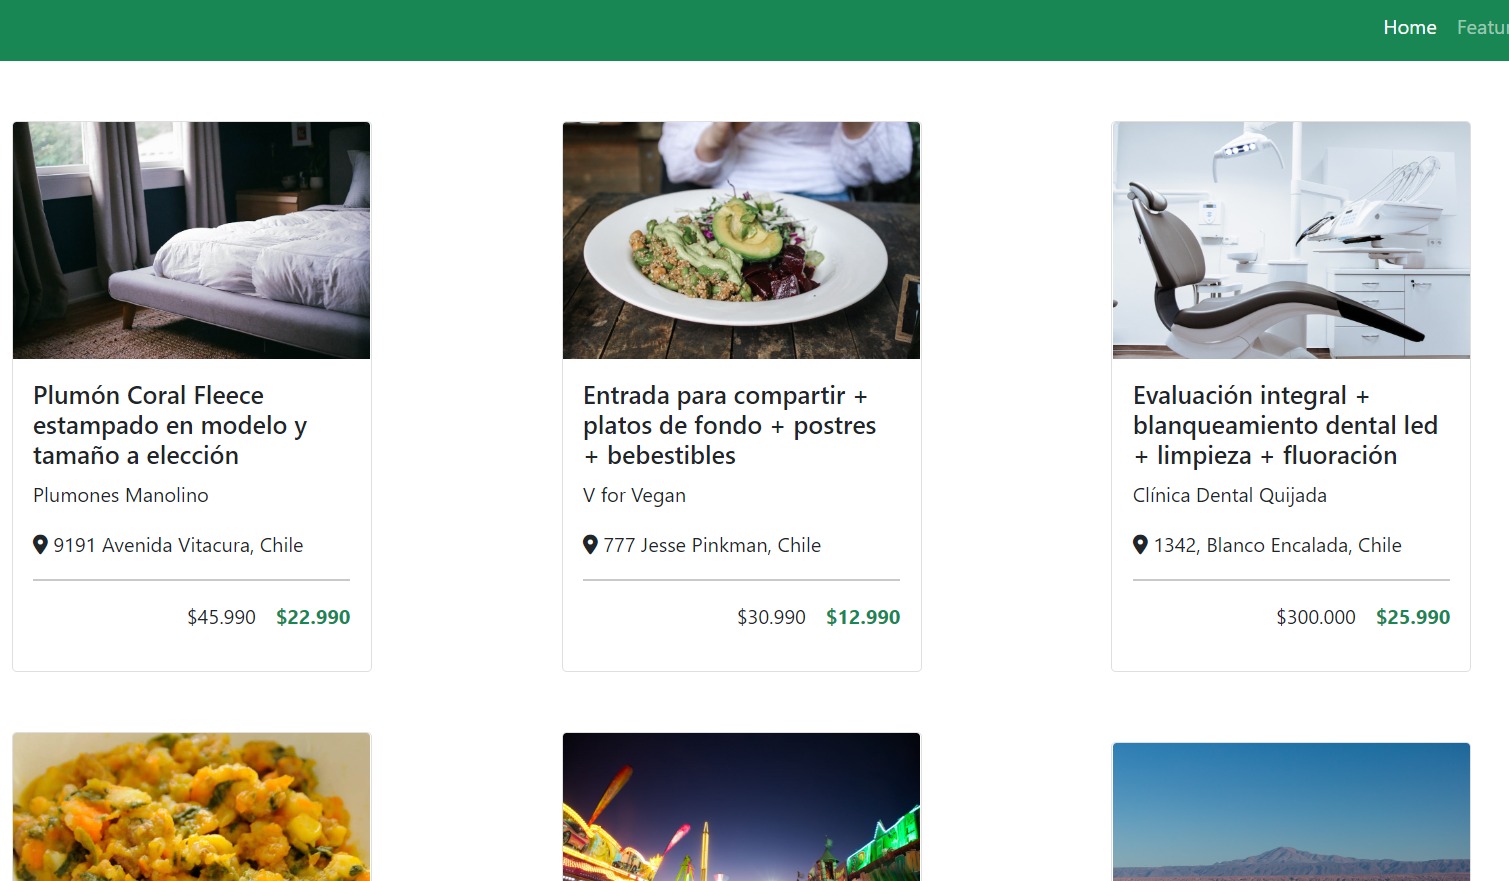 Home
Plumón Coral Fleece
estampado en modelo y
tamaño a elección
Plumones Manolino
9191 Avenida Vitacura, Chile
$45.990 $22.990
Entrada para compartir +
platos de fondo + postres
+ bebestibles
V for Vegan
777 Jesse Pinkman, Chile
$30.990 $12.990
Evaluación integral +
blanqueamiento dental led
+ limpieza + fluoración
Clínica Dental Quijada
1342, Blanco Encalada, Chile
$300.000 $25.990